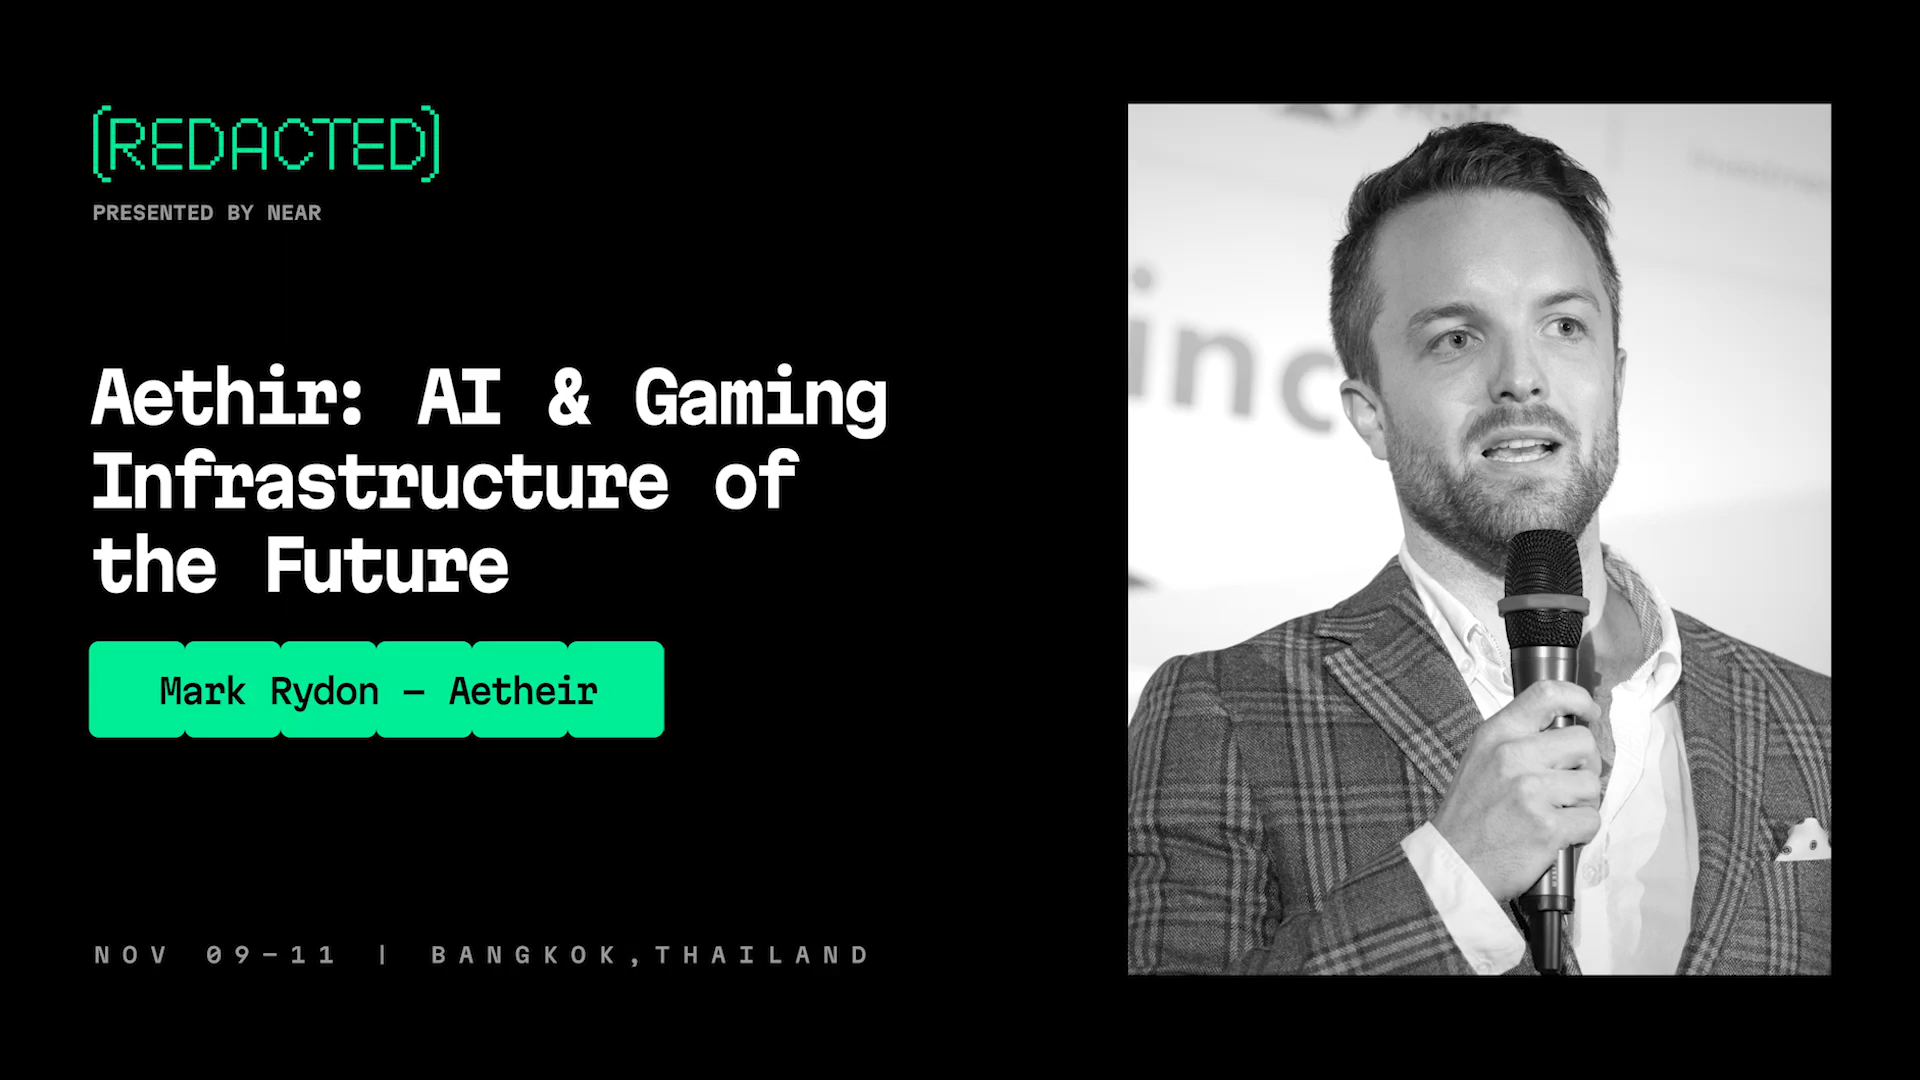 [REDACTED]
PRESENTED BY NEAR
Aethir: AI & Gaming
Infrastructure of
the Future
Mark Rydon – Aetheir
NOV 09–11 | BANGKOK,THAILAND
inc